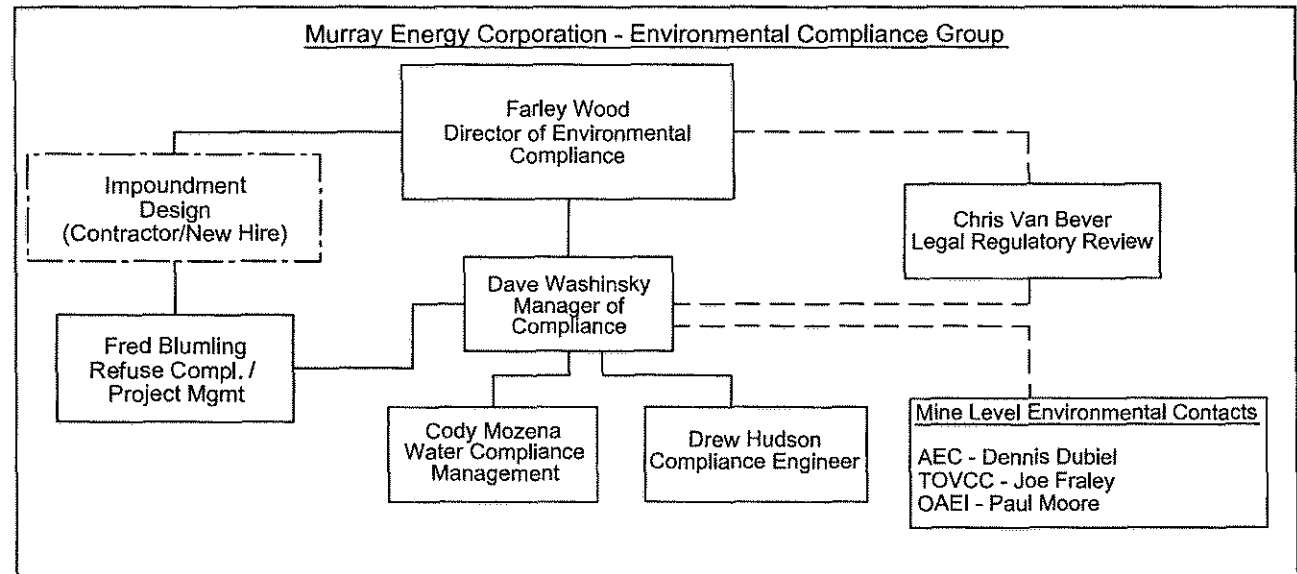 Murray Energy Corporation - Environmental Compliance Group
Farley Wood
Director of Environmental
Compliance
Impoundment
Design
(Contractor/New Hire)
Chris Van Bever
Legal Regulatory Review
Dave Washinsky
Manager of
Compliance
Fred Blumling
Refuse Compl. /
Project Mgmt
Cody Mozena
Water Compliance
Management
Drew Hudson
Compliance Engineer
Mine Level Environmental Contacts
AEC - Dennis Dubiel
TOVCC - Joe Fraley
OAEI - Paul Moore